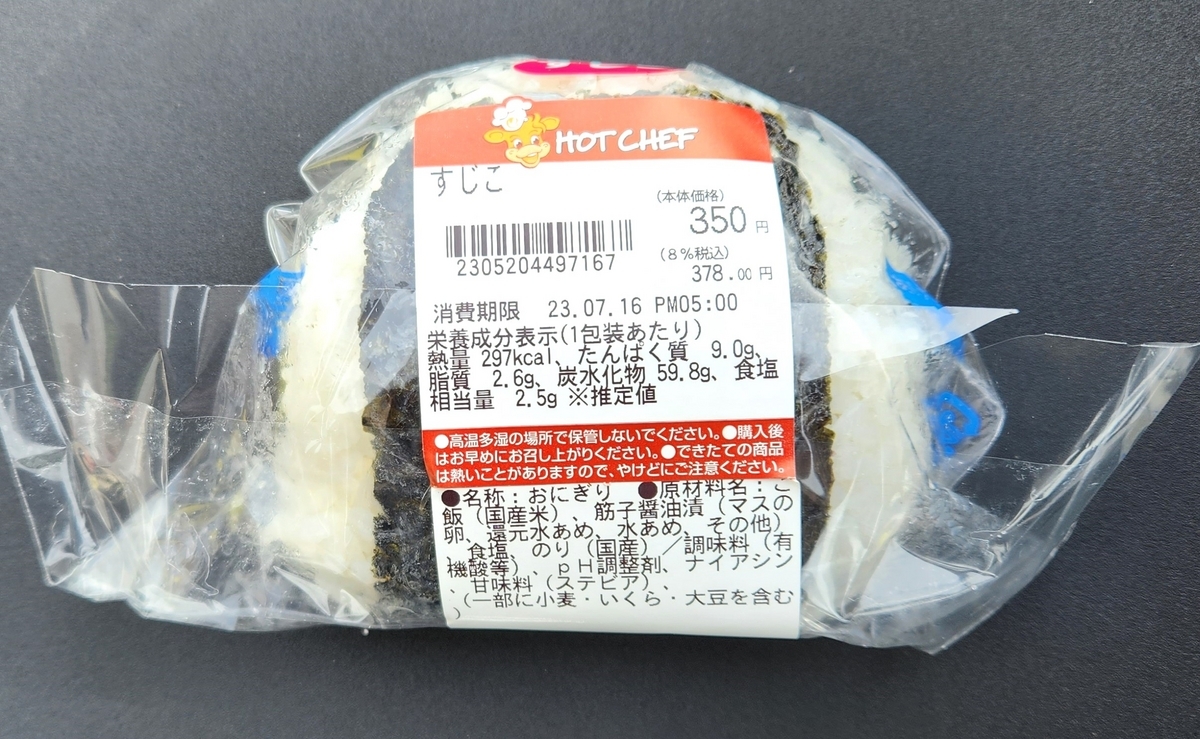 HOT CHEF
すじこ
(本体価格)
350円
2305204497167
(8%税込)
378.00円
消費期限 23.07.16 PM05:00
栄養成分表示(1包装あたり)
熱量 297kcal、たんぱく質 9.0g、
脂質 2.6g、炭水化物 59.8g、食塩
相当量 2.5g ※推定値
●高温多湿の場所で保管しないでください。●購入後
はお早めにお召し上がりください。●できたての商品
は熱いことがありますので、やけどにご注意ください。
●名称：おにぎり ●原材料名：ご
飯（国産米）、筋子醤油漬（マスの
卵、還元水あめ、水あめ、その他）
、食塩、のり（国産）／調味料（有
機酸等）、pH調整剤、ナイアシン
、甘味料（ステビア）、
（一部に小麦・いくら・大豆を含む
）